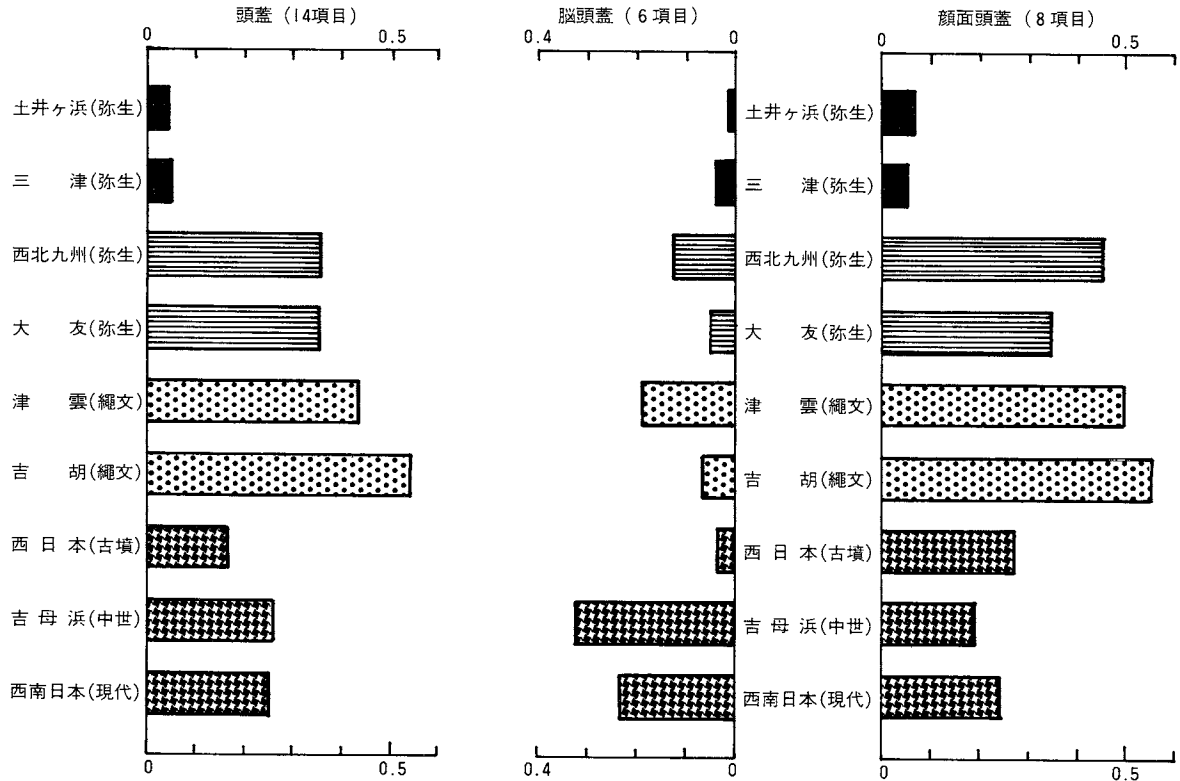 頭蓋 (14項目)
0 0.5
土井ヶ浜(弥生)
三 津(弥生)
西北九州(弥生)
大 友(弥生)
津 雲(縄文)
吉 胡(縄文)
西 日 本(古墳)
吉 母 浜(中世)
西南日本(現代)
0 0.5
脳頭蓋 (6項目)
0.4 0
0.4 0
顔面頭蓋 (8項目)
0 0.5
土井ヶ浜(弥生)
三 津(弥生)
西北九州(弥生)
大 友(弥生)
津 雲(縄文)
吉 胡(縄文)
西 日 本(古墳)
吉 母 浜(中世)
西南日本(現代)
0 0.5